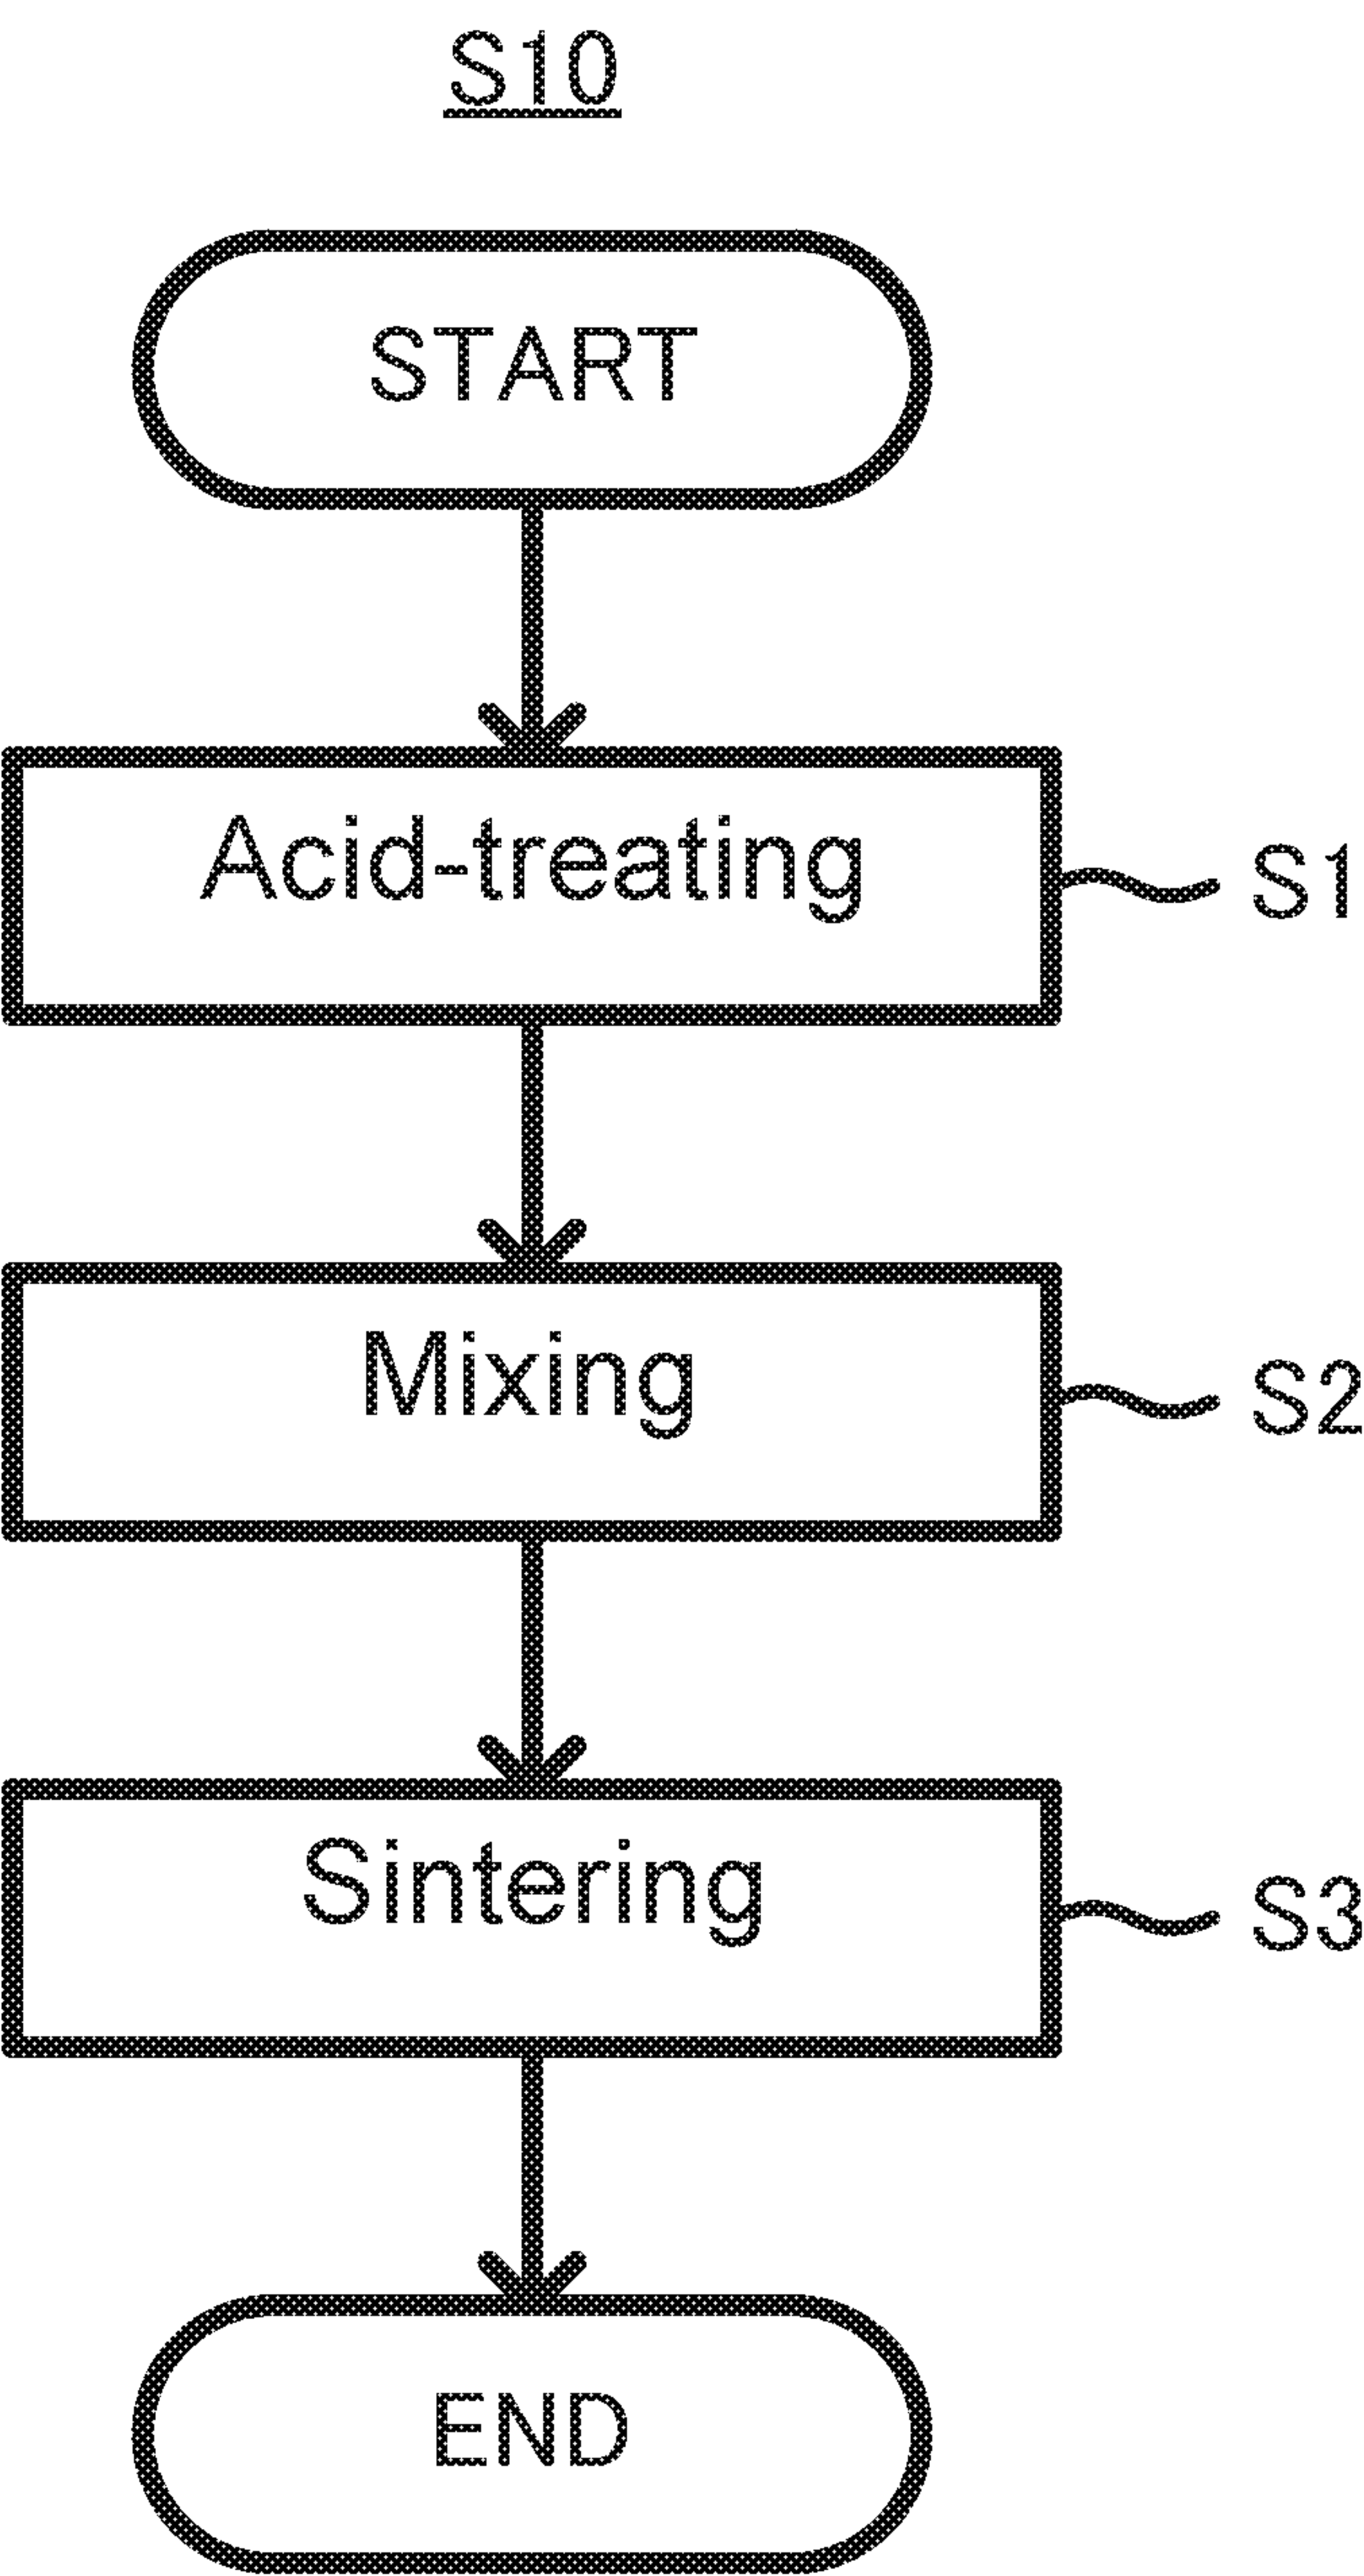 S10
START
Acid-treating
S1
Mixing
S2
Sintering
S3
END